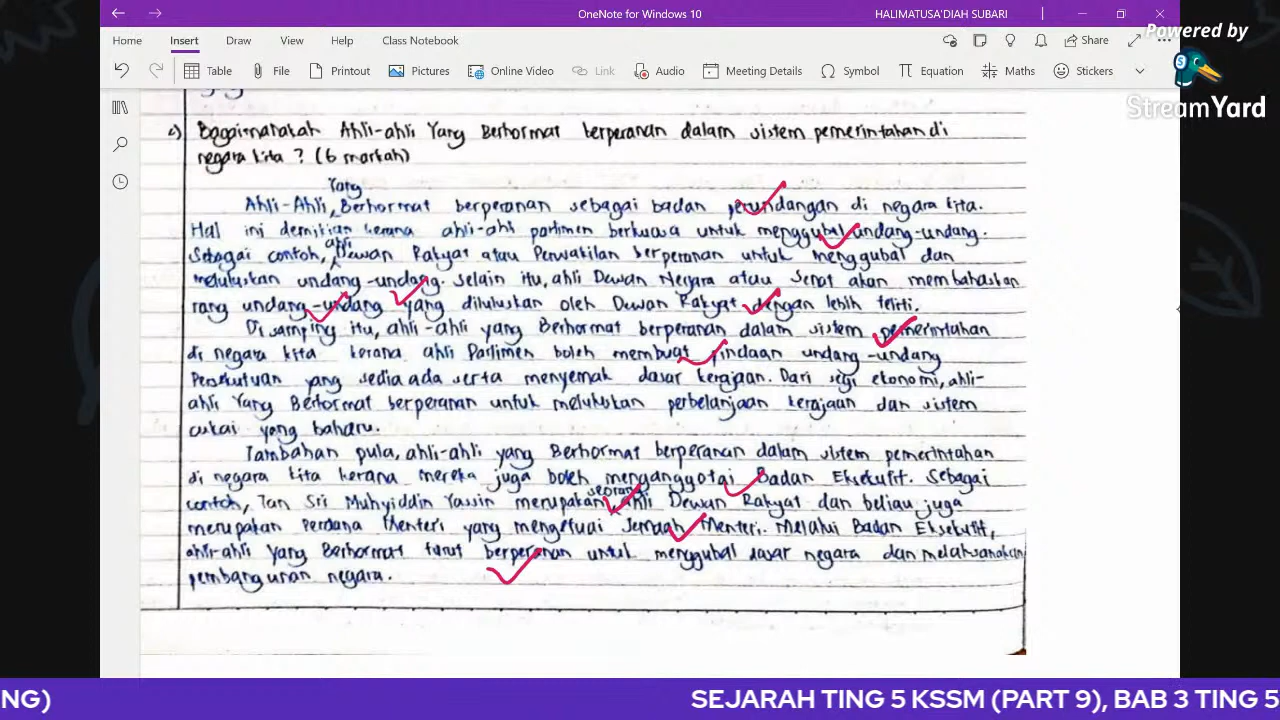 OneNote for Windows 10
HALIMATUSA'DIAH SUBARI
Powered by
StreamYard
Home Insert Draw View Help Class Notebook
Share
Table File Printout Pictures Online Video Link Audio Meeting Details Symbol Equation Maths Stickers
c) Bagaimanakah Ahli-ahli Yang Berhormat berperanan dalam sistem pemerintahan di
negara kita ? (6 markah)
Yang
Ahli-Ahli, Berhormat berperanan sebagai badan perundangan di negara kita.
Hal ini demikian kerana ahli-ahli parlimen berkuasa untuk menggubal undang-undang.
ahli
Sebagai contoh, Dewan Rakyat atau Perwakilan berperanan untuk menggubal dan
meluluskan undang-undang. Selain itu, ahli Dewan Negara atau Senat akan membahaskan
rang undang-undang yang diluluskan oleh Dewan Rakyat dengan lebih teliti.
Di samping itu, ahli-ahli yang Berhormat berperanan dalam sistem pemerintahan
di negara kita kerana ahli Parlimen boleh membuat pindaan undang-undang
Persekutuan yang sedia ada serta menyemak dasar kerajaan. Dari segi ekonomi, ahli-
ahli Yang Berhormat berperanan untuk meluluskan perbelanjaan kerajaan dan sistem
cukai yang baharu.
Tambahan pula, ahli-ahli yang Berhormat berperanan dalam sistem pemerintahan
di negara kita kerana mereka juga boleh menganggotai Badan Eksekutif. Sebagai
seorang
contoh, Tan Sri Muhyiddin Yassin merupakan ahli Dewan Rakyat dan beliau juga
merupakan Perdana Menteri yang mengetuai Jemaah Menteri. Melalui Badan Eksekutif,
ahli-ahli yang Berhormat turut berperanan untuk menggubal dasar negara dan melaksanakan
pembangunan negara.
NG) SEJARAH TING 5 KSSM (PART 9), BAB 3 TING 5